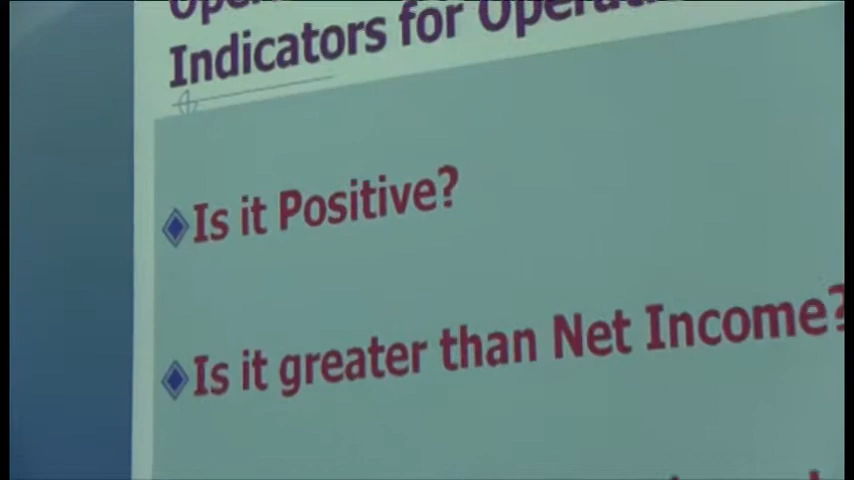 Indicators for
Is it Positive?
Is it greater than Net Income?